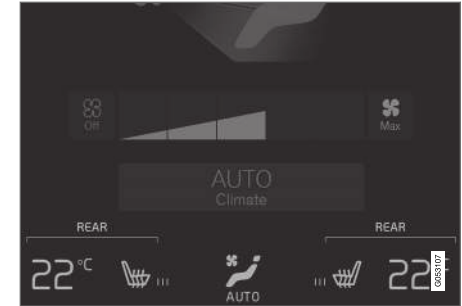 Off
Max
AUTO
Climate
REAR
REAR
22°C
22°
AUTO
G053107